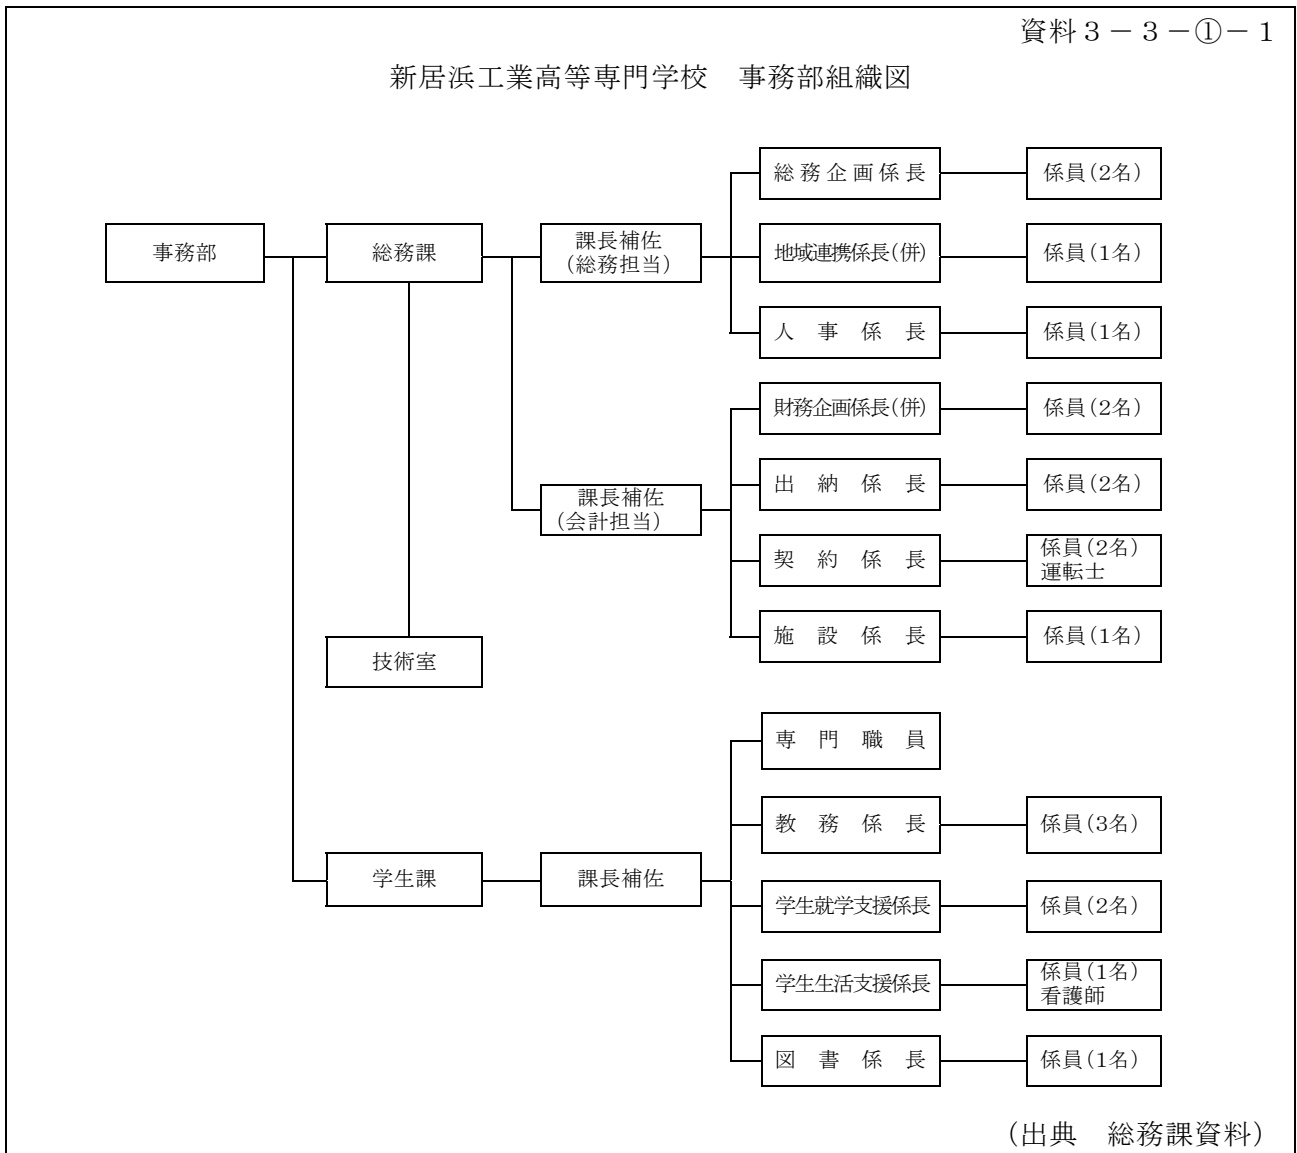 資料３－３－①－１
新居浜工業高等専門学校　事務部組織図
総務企画係長
係員(2名)
事務部
総務課
課長補佐
(総務担当)
地域連携係長(併)
係員(1名)
人事係長
係員(1名)
財務企画係長(併)
係員(2名)
課長補佐
(会計担当)
出納係長
係員(2名)
契約係長
係員(2名)
運転士
施設係長
係員(1名)
技術室
専門職員
教務係長
係員(3名)
学生課
課長補佐
学生就学支援係長
係員(2名)
学生生活支援係長
係員(1名)
看護師
図書係長
係員(1名)
(出典　総務課資料)